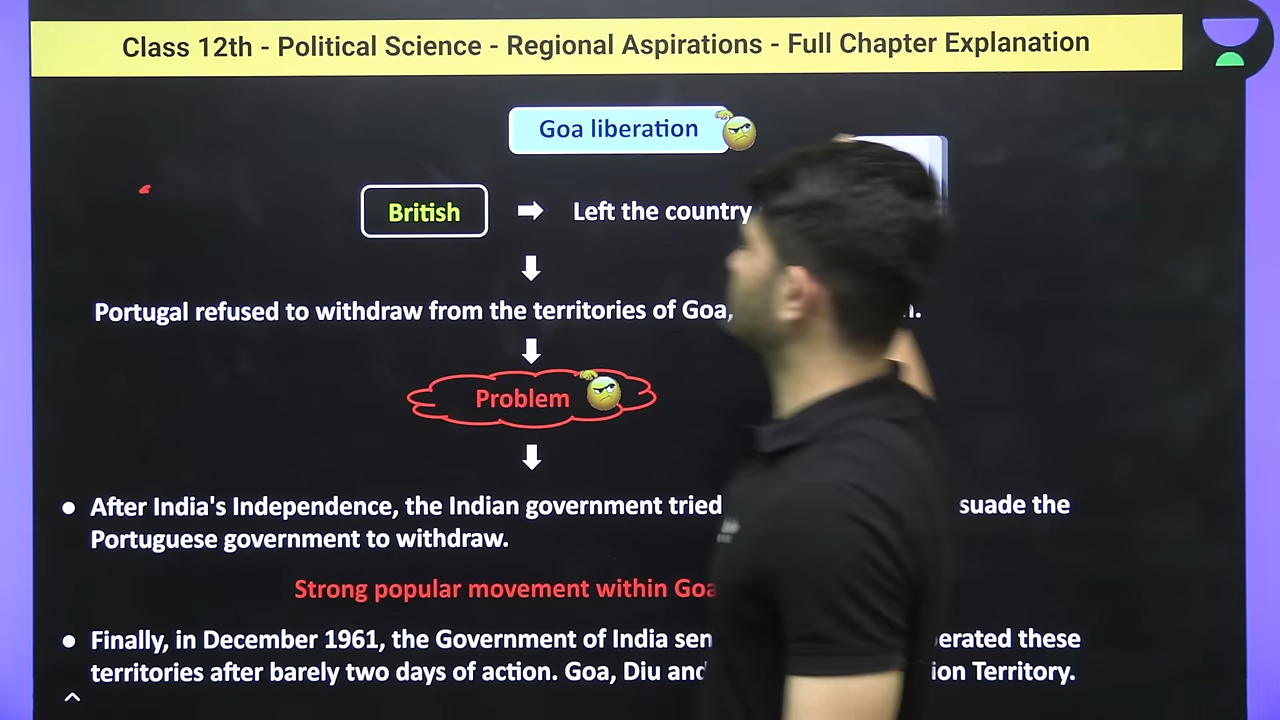 Class 12th - Political Science - Regional Aspirations - Full Chapter Explanation
Goa liberation
British
Left the country
Portugal refused to withdraw from the territories of Goa,
Problem
• After India's Independence, the Indian government tried suade the
Portuguese government to withdraw.
Strong popular movement within Goa
• Finally, in December 1961, the Government of India erated these
territories after barely two days of action. Goa, Diu and ion Territory.